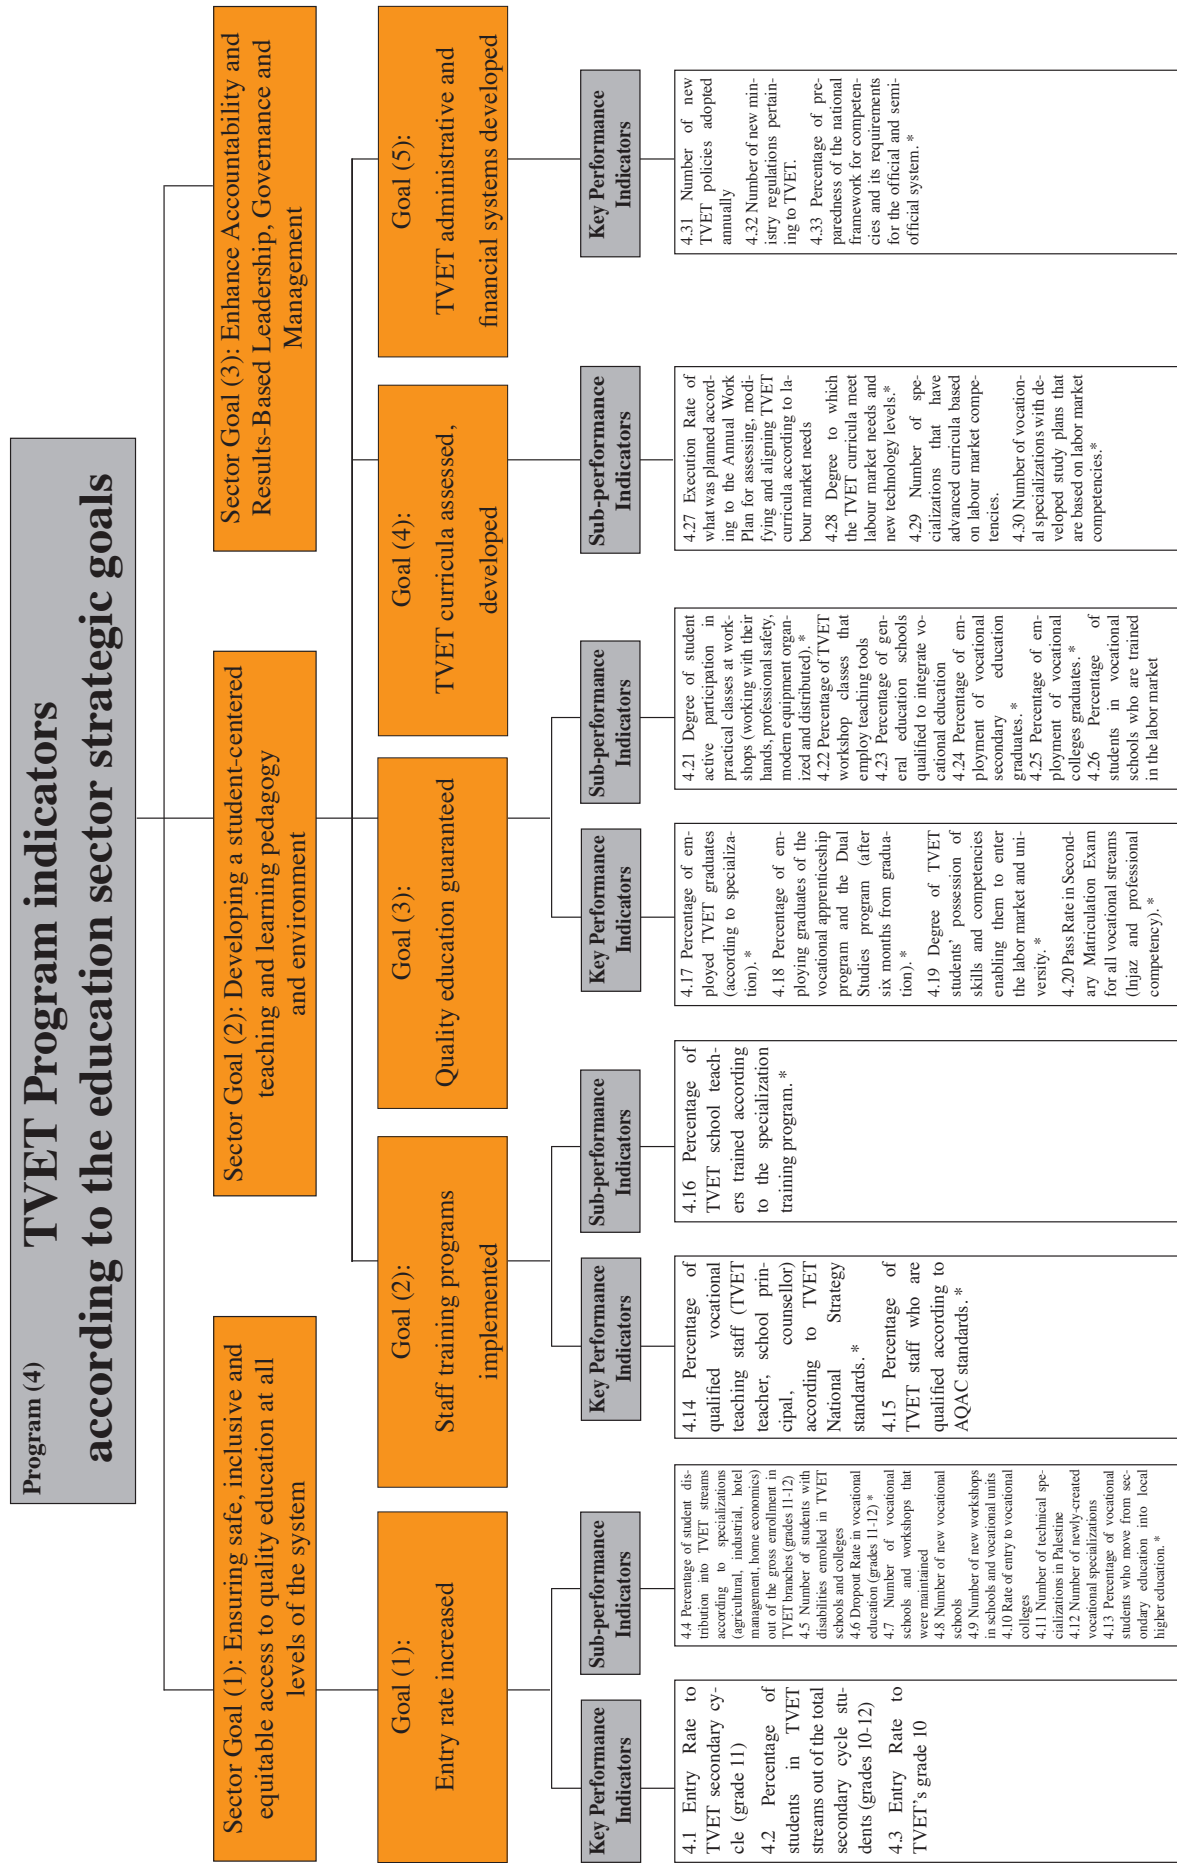 Program (4)
TVET Program indicators
according to the education sector strategic goals
Sector Goal (1): Ensuring safe, inclusive and
equitable access to quality education at all
levels of the system
Sector Goal (2): Developing a student-centered
teaching and learning pedagogy
and environment
Sector Goal (3): Enhance Accountability and
Results-Based Leadership, Governance and
Management
Goal (1):
Entry rate increased
Goal (2):
Staff training programs
implemented
Goal (3):
Quality education guaranteed
Goal (4):
TVET curricula assessed,
developed
Goal (5):
TVET administrative and
financial systems developed
Key Performance
Indicators
4.1 Entry Rate to
TVET secondary cy-
cle (grade 11)
4.2 Percentage of
students in TVET
streams out of the total
secondary cycle stu-
dents (grades 10-12)
4.3 Entry Rate to
TVET's grade 10
Sub-performance
Indicators
4.4 Percentage of student dis-
tribution into TVET streams
according to specializations
(agricultural, industrial, hotel
management, home economics)
out of the gross enrollment in
TVET branches (grades 11-12)
4.5 Number of students with
disabilities enrolled in TVET
schools and colleges
4.6 Dropout Rate in vocational
education (grades 11-12) *
4.7 Number of vocational
schools and workshops that
were maintained
4.8 Number of new vocational
schools
4.9 Number of new workshops
in schools and vocational units
4.10 Rate of entry to vocational
colleges
4.11 Number of technical spe-
cializations in Palestine
4.12 Number of newly-created
vocational specializations
4.13 Percentage of vocational
students who move from sec-
ondary education into local
higher education. *
Key Performance
Indicators
4.14 Percentage of
qualified vocational
teaching staff (TVET
teacher, school prin-
cipal, counsellor)
according to TVET
National Strategy
standards. *
4.15 Percentage of
TVET staff who are
qualified according to
AQAC standards. *
Sub-performance
Indicators
4.16 Percentage of
TVET school teach-
ers trained according
to the specialization
training program. *
Key Performance
Indicators
4.17 Percentage of em-
ployed TVET graduates
(according to specializa-
tion). *
4.18 Percentage of em-
ploying graduates of the
vocational apprenticeship
program and the Dual
Studies program (after
six months from gradua-
tion). *
4.19 Degree of TVET
students' possession of
skills and competencies
enabling them to enter
the labor market and uni-
versity. *
4.20 Pass Rate in Second-
ary Matriculation Exam
for all vocational streams
(Injaz and professional
competency). *
Sub-performance
Indicators
4.21 Degree of student
active participation in
practical classes at work-
shops (working with their
hands, professional safety,
modern equipment organ-
ized and distributed). *
4.22 Percentage of TVET
workshop classes that
employ teaching tools
4.23 Percentage of gen-
eral education schools
qualified to integrate vo-
cational education
4.24 Percentage of em-
ployment of vocational
secondary education
graduates. *
4.25 Percentage of em-
ployment of vocational
colleges graduates. *
4.26 Percentage of
students in vocational
schools who are trained
in the labor market
Sub-performance
Indicators
4.27 Execution Rate of
what was planned accord-
ing to the Annual Work
Plan for assessing, modi-
fying and aligning TVET
curricula according to la-
bour market needs
4.28 Degree to which
the TVET curricula meet
labour market needs and
new technology levels.*
4.29 Number of spe-
cializations that have
advanced curricula based
on labour market compe-
tencies.
4.30 Number of vocation-
al specializations with de-
veloped study plans that
are based on labor market
competencies.*
Key Performance
Indicators
4.31 Number of new
TVET policies adopted
annually
4.32 Number of new min-
istry regulations pertain-
ing to TVET.
4.33 Percentage of pre-
paredness of the national
framework for competen-
cies and its requirements
for the official and semi-
official system. *